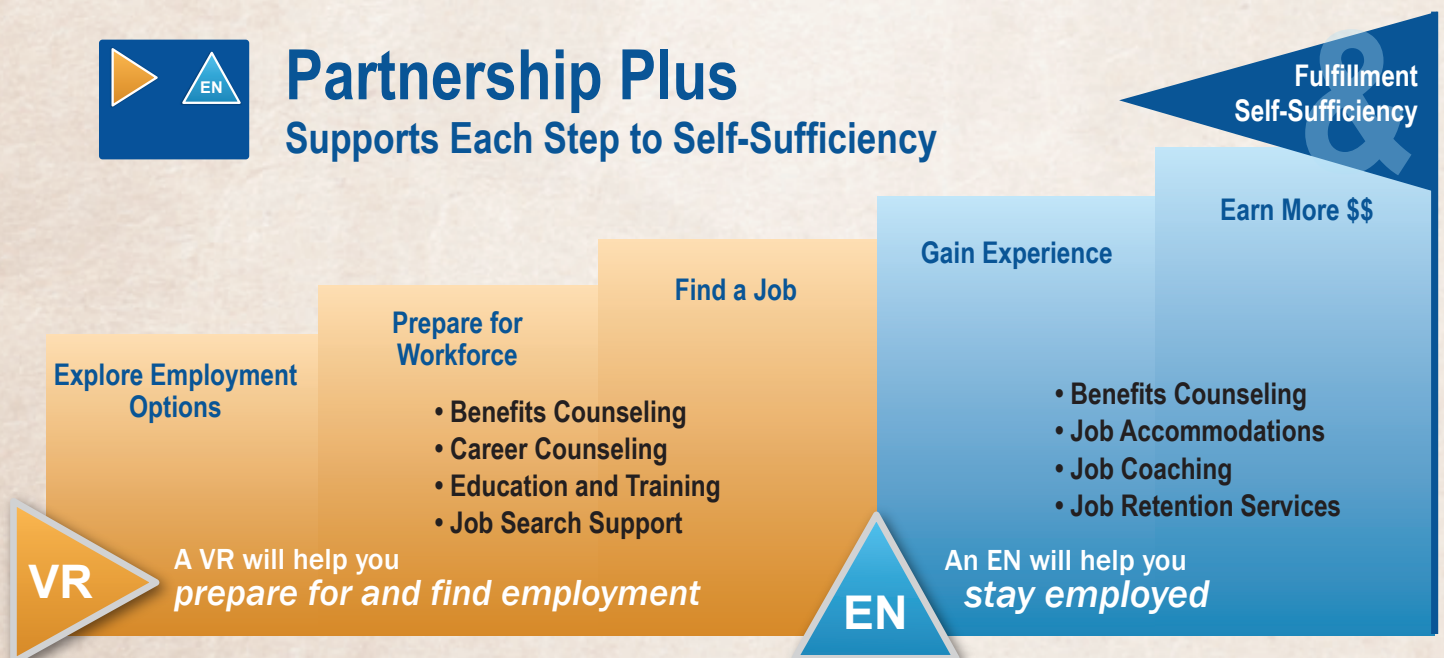 EN
Partnership Plus
Supports Each Step to Self-Sufficiency
&
Fulfillment
Self-Sufficiency
Explore Employment
Options
Prepare for
Workforce
Find a Job
• Benefits Counseling
• Career Counseling
• Education and Training
• Job Search Support
VR
A VR will help you
prepare for and find employment
Gain Experience
Earn More $$
• Benefits Counseling
• Job Accommodations
• Job Coaching
• Job Retention Services
EN
An EN will help you
stay employed